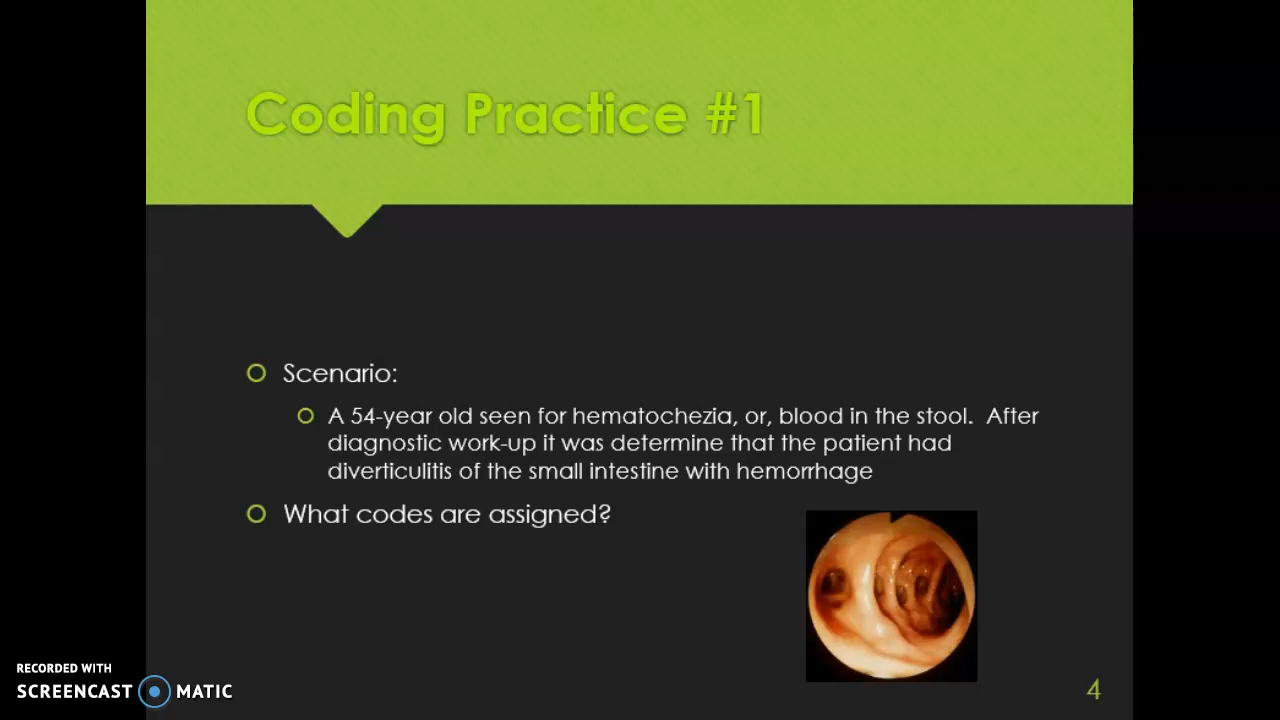 Coding Practice #1
Scenario:
A 54-year old seen for hematochezia, or, blood in the stool. After
diagnostic work-up it was determine that the patient had
diverticulitis of the small intestine with hemorrhage
What codes are assigned?
RECORDED WITH
SCREENCAST MATIC
4